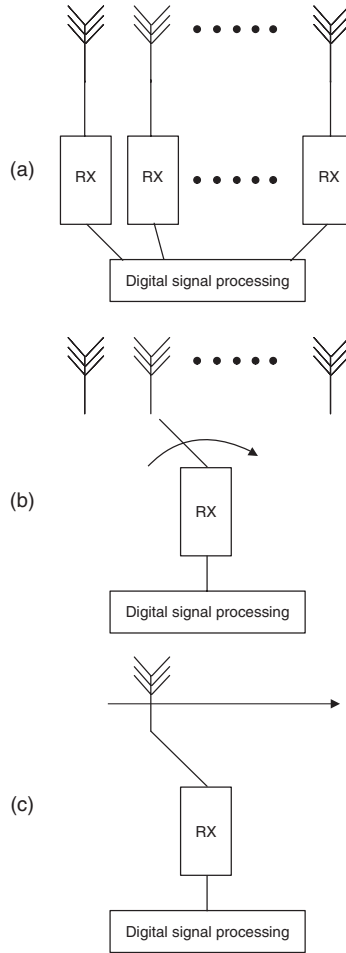 (a)
RX RX RX
Digital signal processing
(b)
RX
Digital signal processing
(c)
RX
Digital signal processing